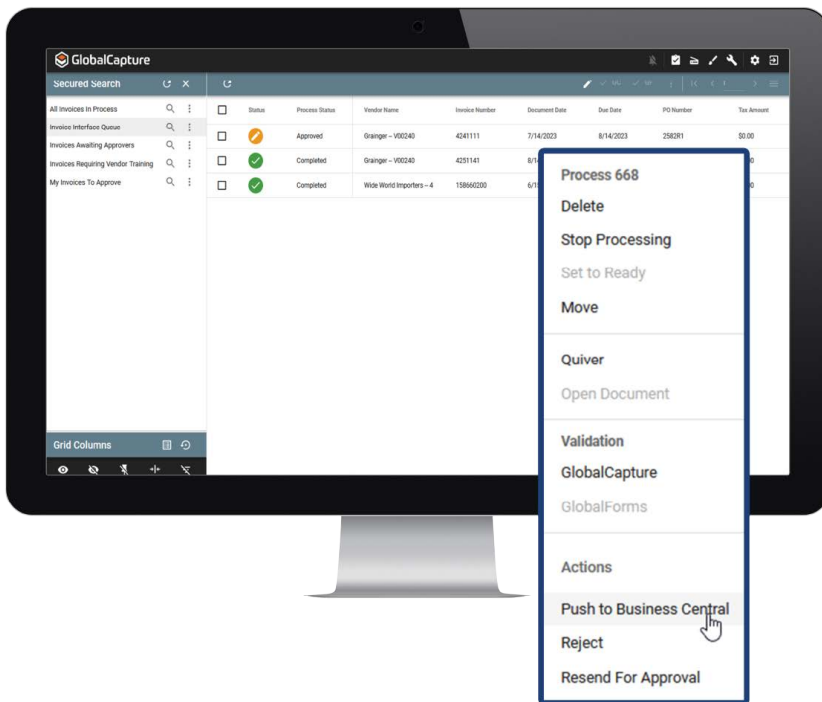 GlobalCapture
Secured Search
All Invoices In Process
Invoice Interface Queue
Invoices Awaiting Approvers
Invoices Requiring Vendor Training
My Invoices To Approve
Status Process Status Vendor Name Invoice Number Document Date Due Date PO Number Tax Amount
Approved Grainger – V00240 4241111 7/14/2023 8/14/2023 2582R1 $0.00
Completed Grainger – V00240 4251141
Completed Wide World Importers – 4 158660200
Grid Columns
Process 668
Delete
Stop Processing
Set to Ready
Move
Quiver
Open Document
Validation
GlobalCapture
GlobalForms
Actions
Push to Business Central
Reject
Resend For Approval